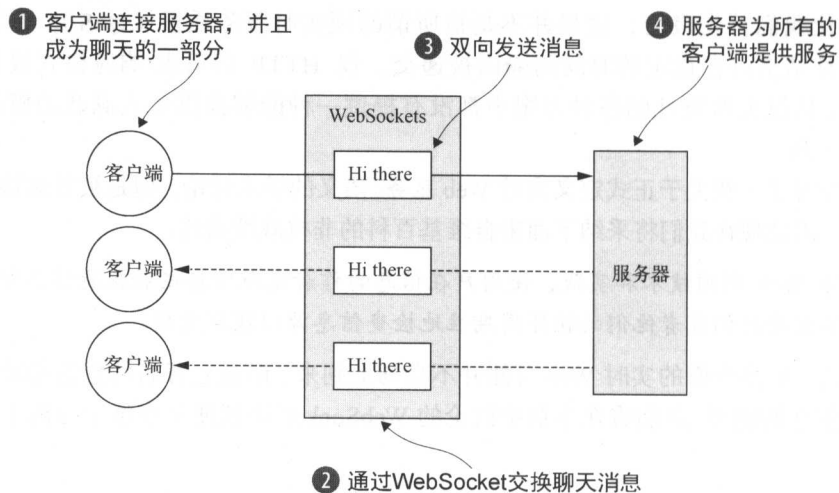 ❶ 客户端连接服务器，并且
成为聊天的一部分
❸ 双向发送消息
❹ 服务器为所有的
客户端提供服务
WebSockets
客户端
Hi there
客户端
Hi there
服务器
客户端
Hi there
❷ 通过WebSocket交换聊天消息